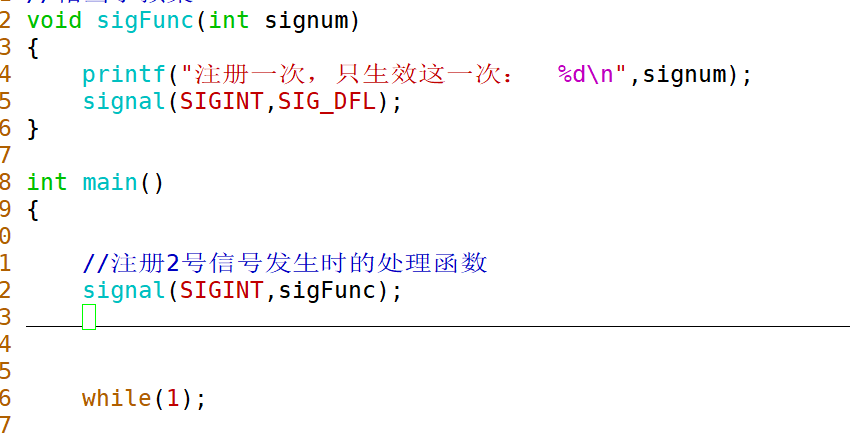 2 void sigFunc(int signum)
3 {
4     printf("注册一次，只生效这一次：  %d\n",signum);
5     signal(SIGINT,SIG_DFL);
6 }
7
8 int main()
9 {
0
1     //注册2号信号发生时的处理函数
2     signal(SIGINT,sigFunc);
3
4
5
6     while(1);
7